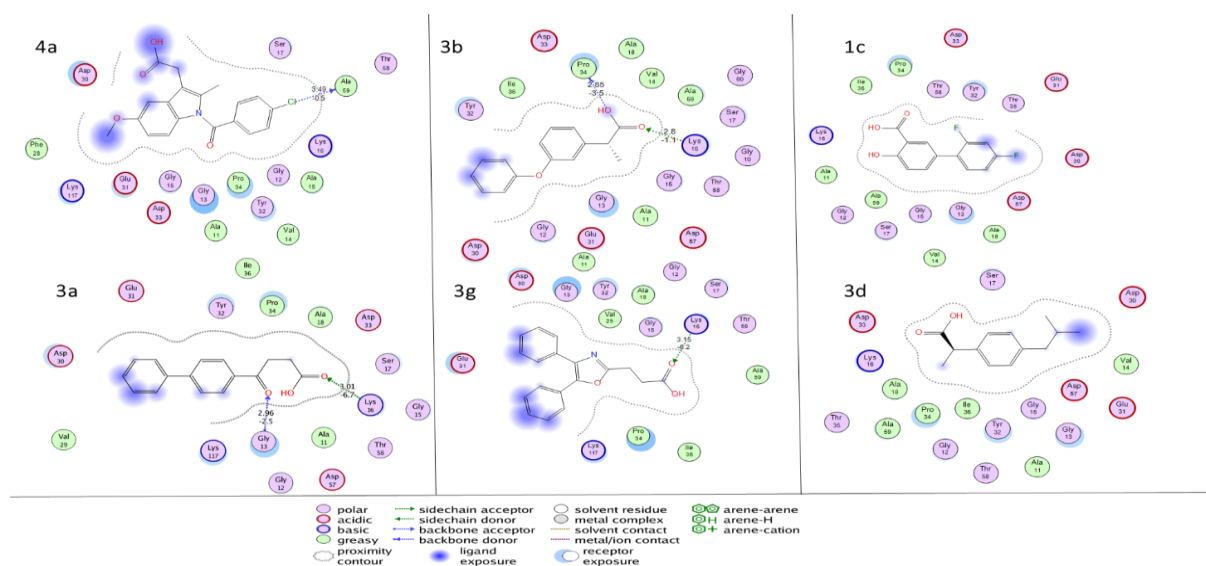 4a
OH
O
Asp 30
Ser 17
Thr 58
Ala 59
3.49
-0.5
Cl
N
O
O
Phe 28
Lys 16
Lys 117
Glu 31
Gly 15
Gly 13
Pro 34
Gly 12
Ala 18
Asp 33
Tyr 32
Ala 11
Val 14
3b
Asp 33
Ala 18
Pro 34
Val 14
Gly 60
Ile 36
2.85
-3.5
Ala 59
Tyr 32
HO
Ser 17
O
2.8
-1.1
Lys 16
Gly 10
O
Gly 15
Thr 58
Gly 13
Ala 11
Gly 12
Glu 31
Asp 57
Asp 30
1c
Asp 33
Pro 34
Ile 36
Thr 58
Tyr 32
Thr 35
Glu 31
O
HO
HO
F
F
Lys 16
Asp 30
Ala 11
Ala 59
Asp 57
Gly 12
Gly 15
Gly 13
Ser 17
Ala 18
Val 14
3a
Ile 36
Glu 31
Tyr 32
Pro 34
Ala 18
Asp 33
Asp 30
Ser 17
O
HO
O
3.01
-6.7
Lys 16
Gly 15
2.96
-2.5
Val 29
Lys 117
Gly 13
Ala 11
Thr 58
Gly 12
Asp 57
3g
Ala 11
Asp 30
Gly 12
Gly 13
Tyr 32
Ala 18
Ser 17
Val 29
Gly 15
Lys 16
Thr 58
3.15
Glu 31
N
O
O
OH
Ala 59
Pro 34
Lys 117
Ile 36
3d
Ser 17
Asp 30
Asp 33
OH
O
Lys 16
Val 14
Ala 18
Asp 57
Glu 31
Thr 35
Pro 34
Ile 36
Gly 15
Ala 59
Tyr 32
Gly 13
Gly 12
Thr 58
Ala 11
polar
acidic
basic
greasy
proximity contour
sidechain acceptor
sidechain donor
backbone acceptor
backbone donor
ligand exposure
solvent residue
metal complex
solvent contact
metal/ion contact
receptor exposure
arene-arene
H arene-H
+ arene-cation